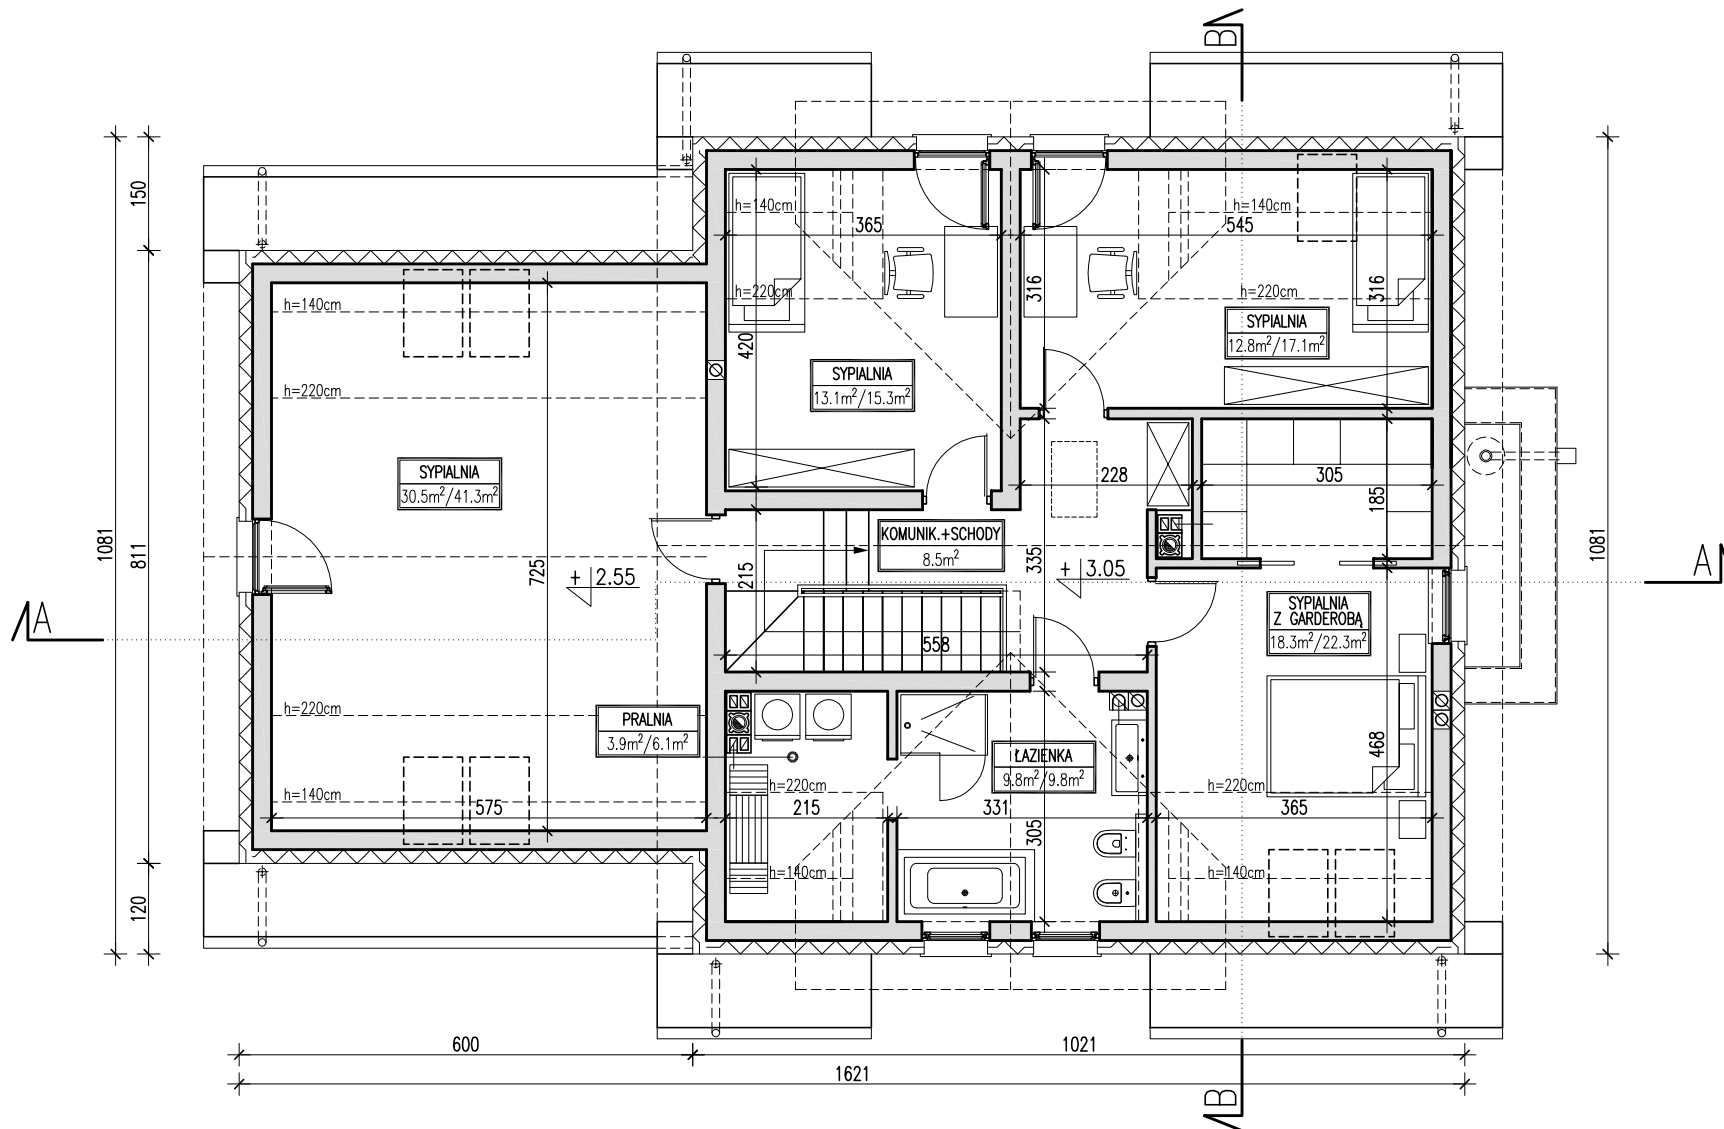 B
h=140cm
365
h=140cm
545
150
h=220cm
316
h=220cm
316
h=140cm
SYPIALNIA
12.8m²/17.1m²
420
SYPIALNIA
13.1m²/15.3m²
h=220cm
SYPIALNIA
30.5m²/41.3m²
228
305
185
1081
811
725
KOMUNIK.+SCHODY
8.5m²
335
1081
215
+ 2.55
+ 3.05
A
A
SYPIALNIA
Z GARDEROBĄ
18.3m²/22.3m²
558
h=220cm
PRALNIA
3.9m²/6.1m²
ŁAZIENKA
9.8m²/9.8m²
468
h=220cm
h=220cm
h=140cm
575
215
331
305
365
h=140cm
h=140cm
120
600
1021
1621
B